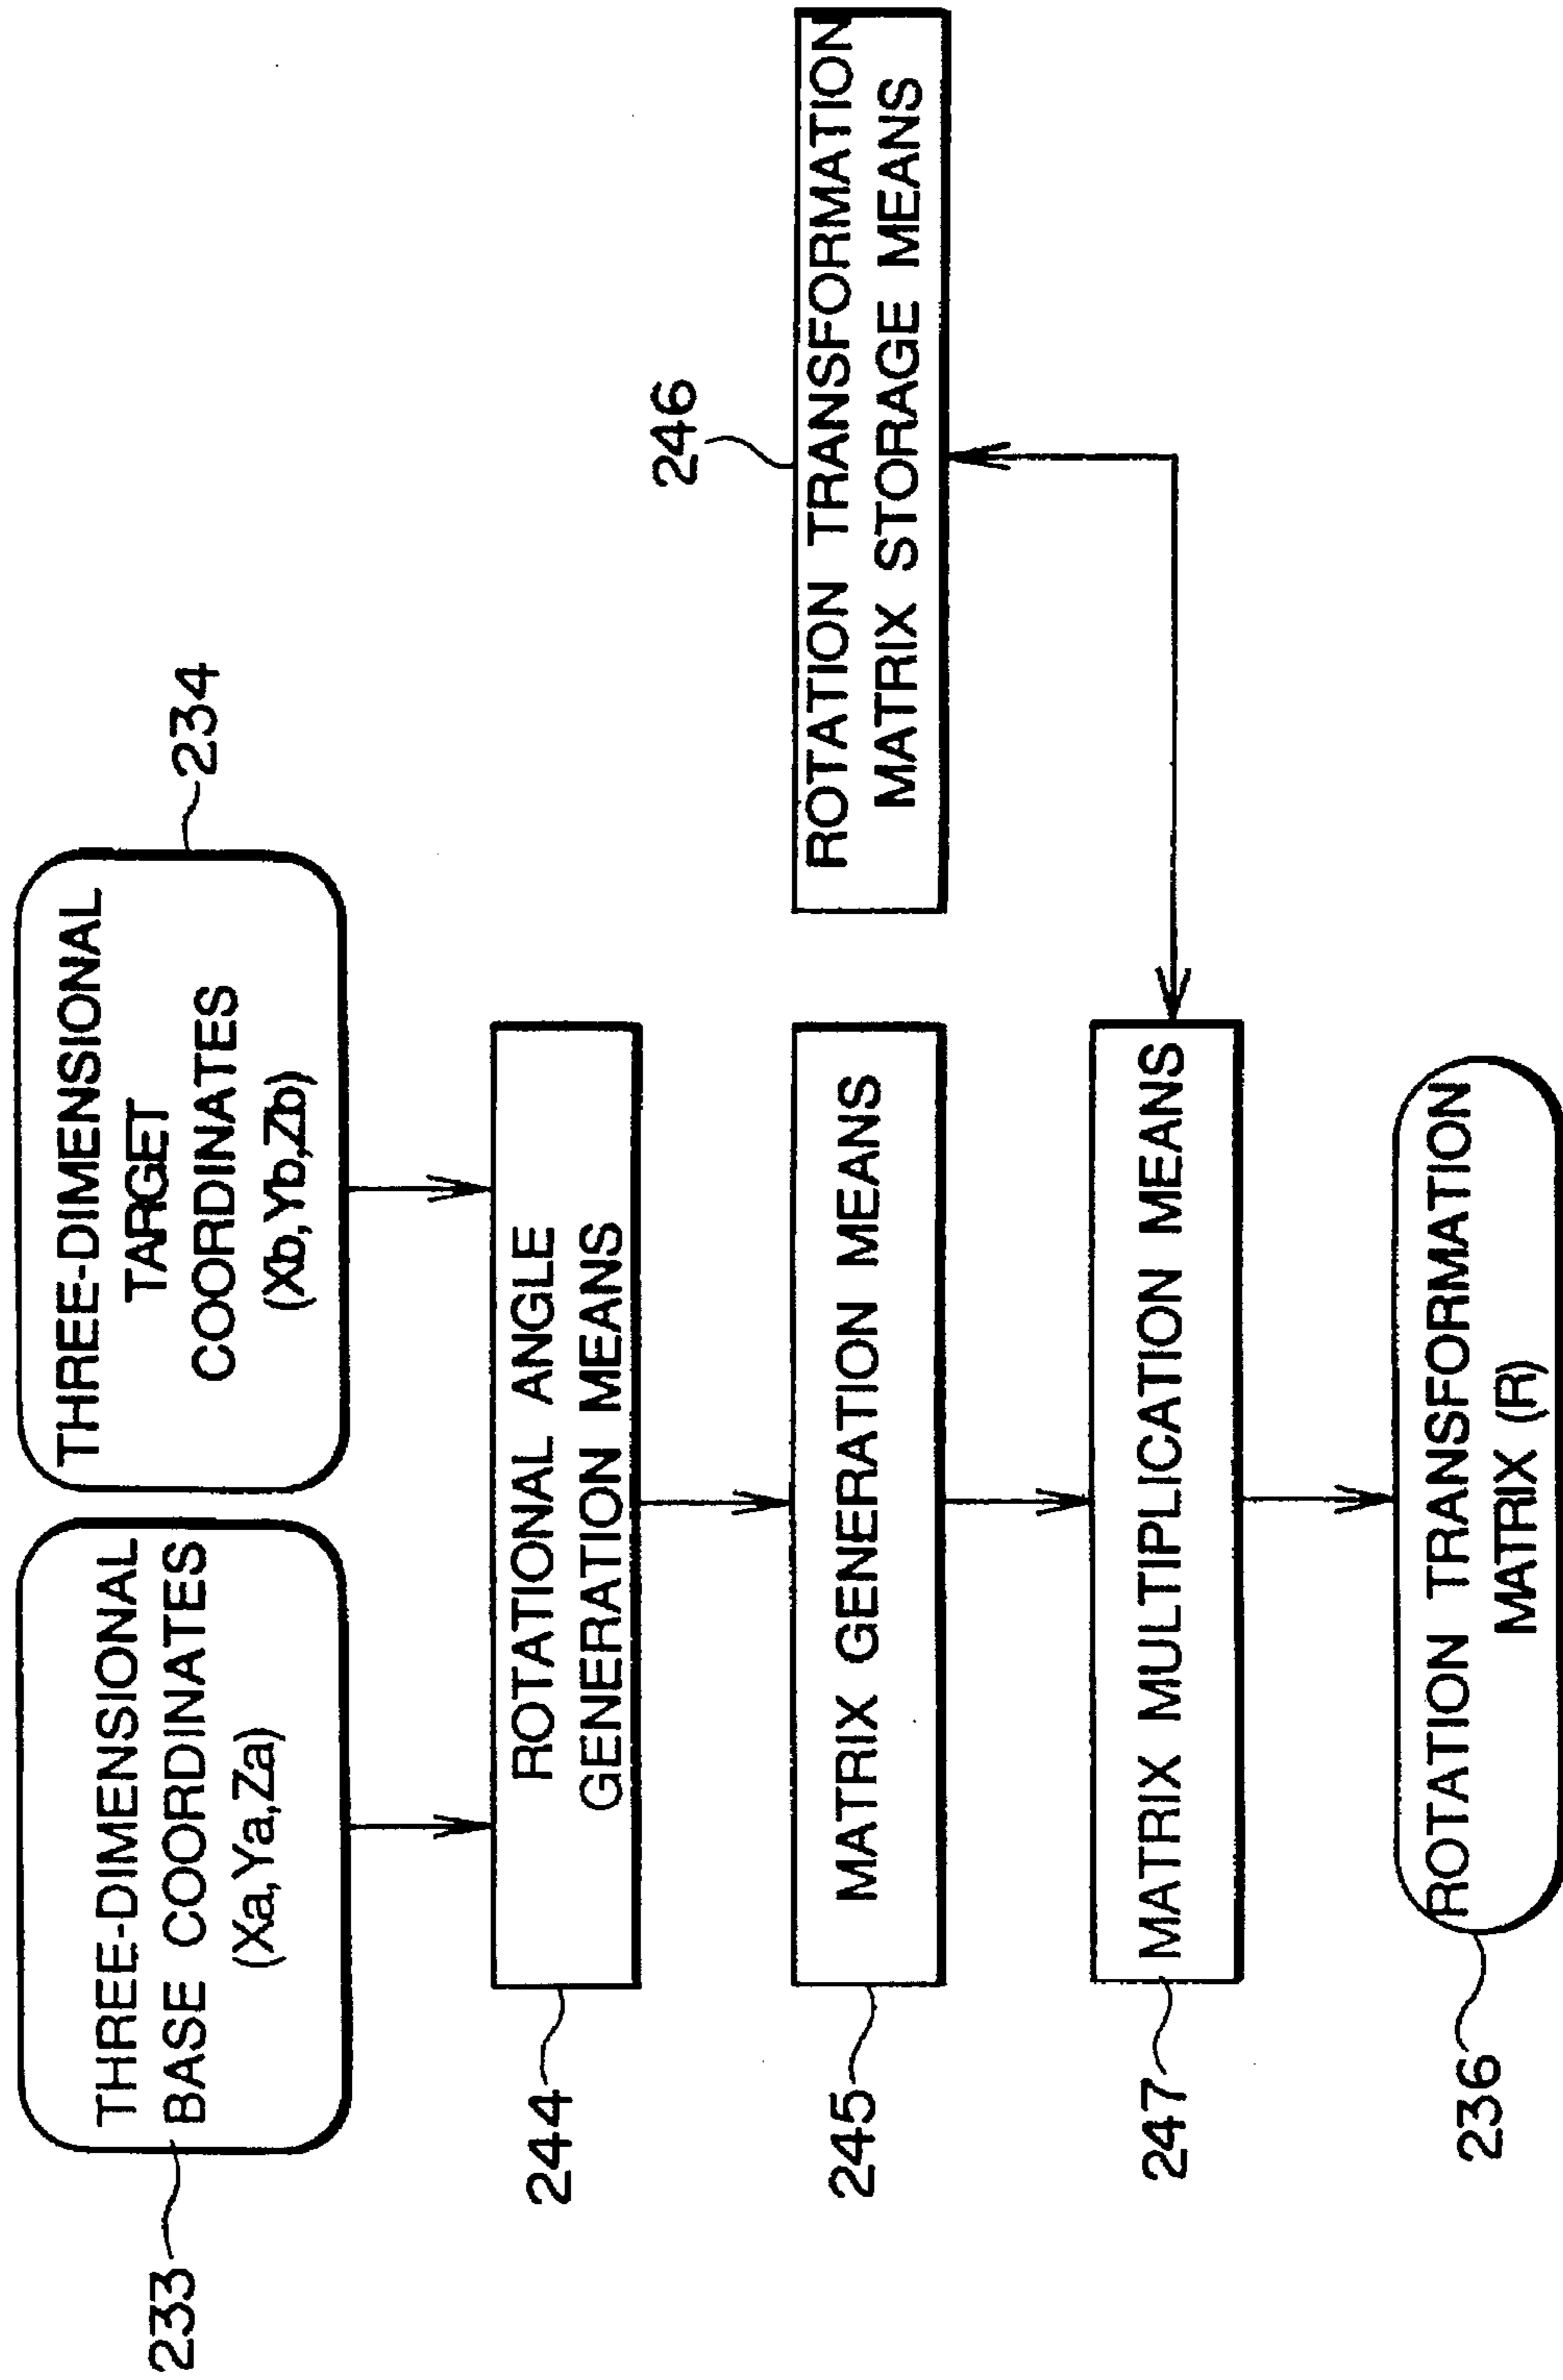 233
THREE-DIMENSIONAL
BASE COORDINATES
(Xa,Ya,Za)
THREE-DIMENSIONAL
TARGET
COORDINATES
(Xb,Yb,Zb)
234
244
ROTATIONAL ANGLE
GENERATION MEANS
245
MATRIX GENERATION MEANS
246
ROTATION TRANSFORMATION
MATRIX STORAGE MEANS
247
MATRIX MULTIPLICATION MEANS
236
ROTATION TRANSFORMATION
MATRIX (R)